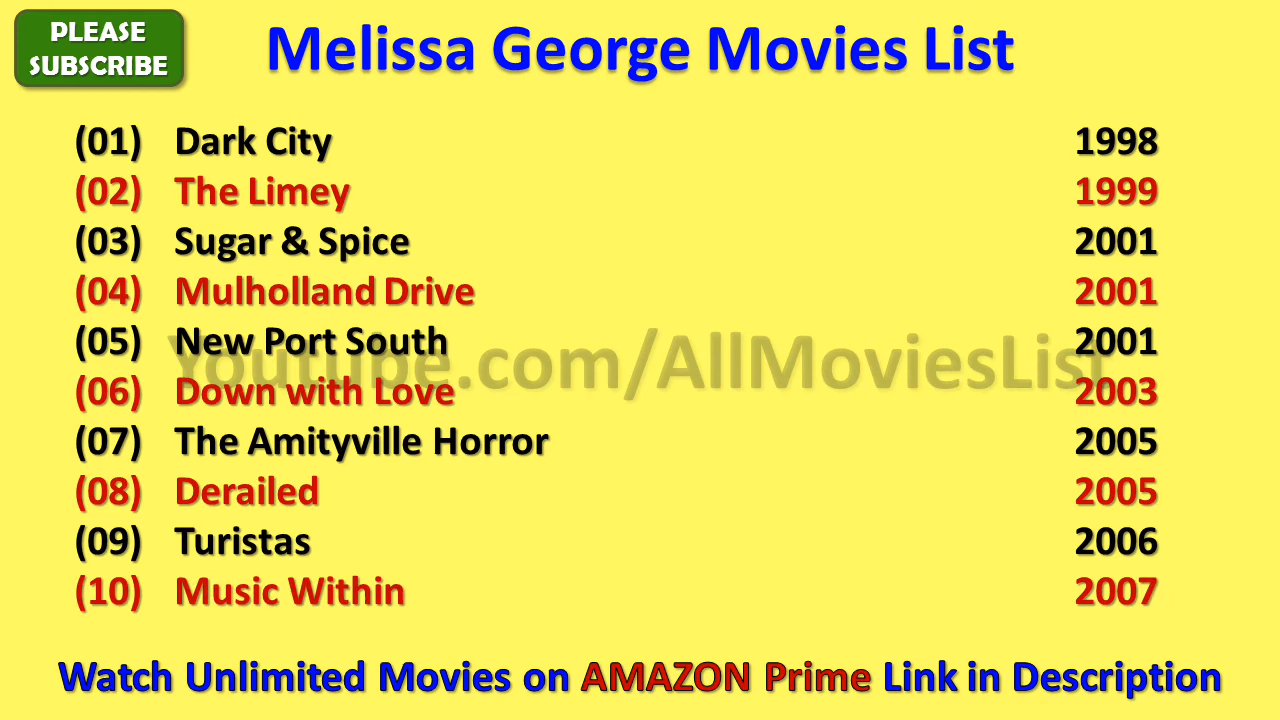 PLEASE
SUBSCRIBE
Melissa George Movies List
(01) Dark City 1998
(02) The Limey 1999
(03) Sugar & Spice 2001
(04) Mulholland Drive 2001
(05) New Port South 2001
Youtube.com/AllMoviesList
(06) Down with Love 2003
(07) The Amityville Horror 2005
(08) Derailed 2005
(09) Turistas 2006
(10) Music Within 2007
Watch Unlimited Movies on AMAZON Prime Link in Description